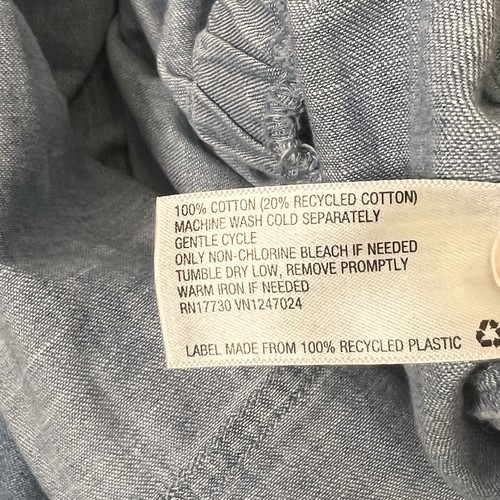 100% COTTON (20% RECYCLED COTTON)
MACHINE WASH COLD SEPARATELY
GENTLE CYCLE
ONLY NON-CHLORINE BLEACH IF NEEDED
TUMBLE DRY LOW, REMOVE PROMPTLY
WARM IRON IF NEEDED
RN17730 VN1247024
LABEL MADE FROM 100% RECYCLED PLASTIC